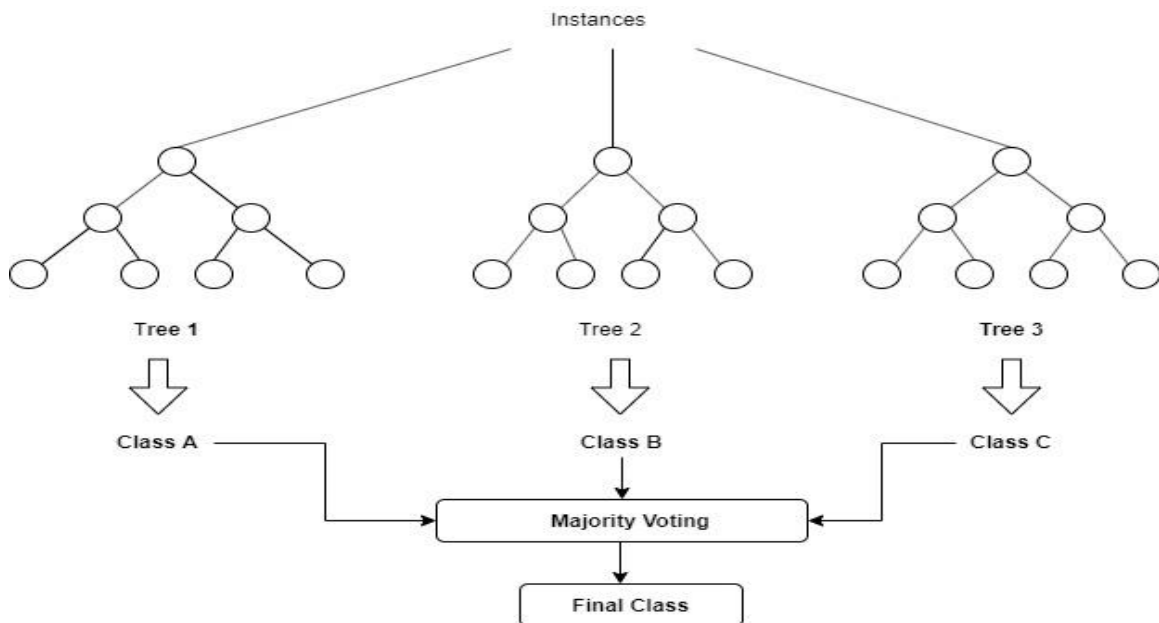 Instances
Tree 1
Tree 2
Tree 3
Class A
Class B
Class C
Majority Voting
Final Class